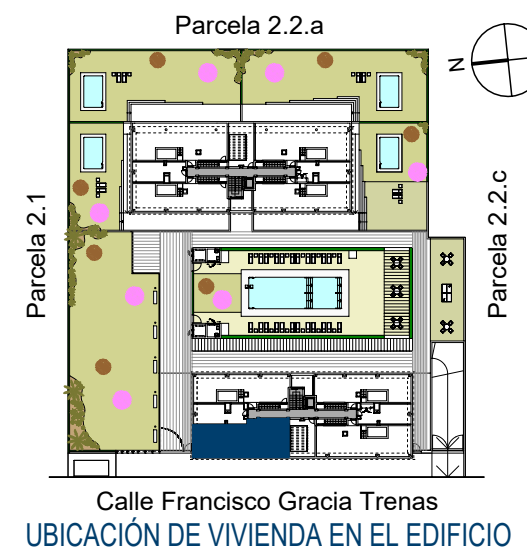 Parcela 2.2.a
N
Parcela 2.1
Parcela 2.2.c
Calle Francisco Gracia Trenas
UBICACIÓN DE VIVIENDA EN EL EDIFICIO